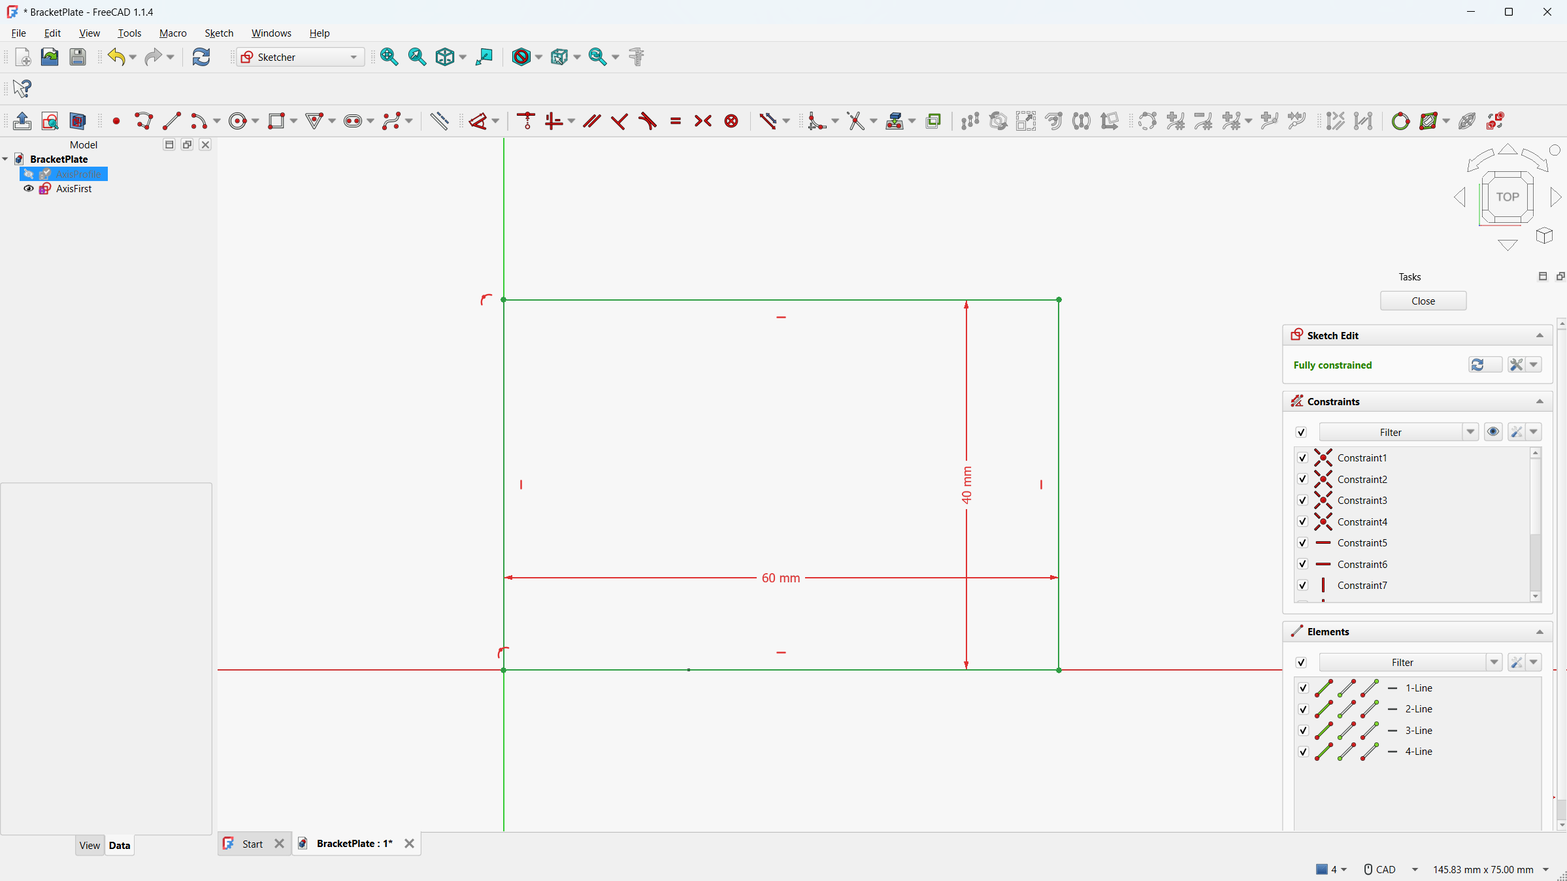 * BracketPlate - FreeCAD 1.1.4
File Edit View Tools Macro Sketch Windows Help
Sketcher
Model
BracketPlate
AxisProfile
AxisFirst
TOP
Tasks
Close
Sketch Edit
Fully constrained
Constraints
Filter
Constraint1
Constraint2
Constraint3
Constraint4
Constraint5
Constraint6
Constraint7
40 mm
60 mm
Elements
Filter
1-Line
2-Line
3-Line
4-Line
View Data
Start
BracketPlate : 1*
4 CAD 145.83 mm x 75.00 mm